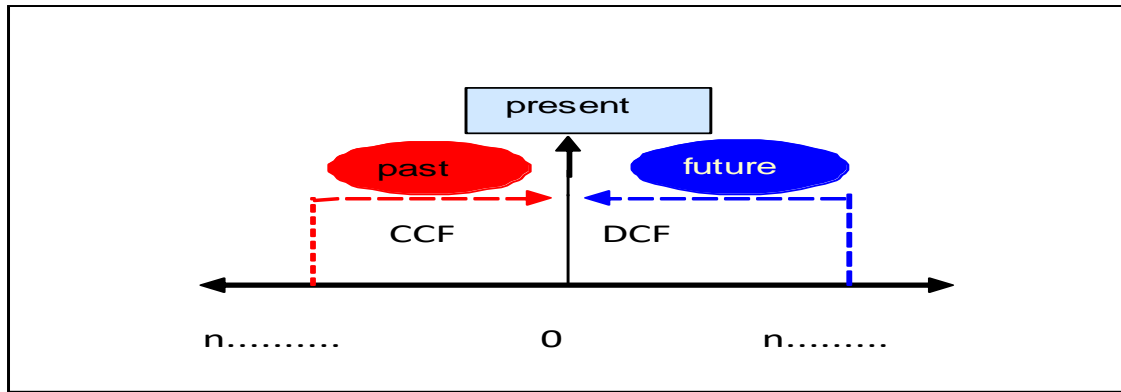 present
past future
CCF DCF
n.......... 0 n.........